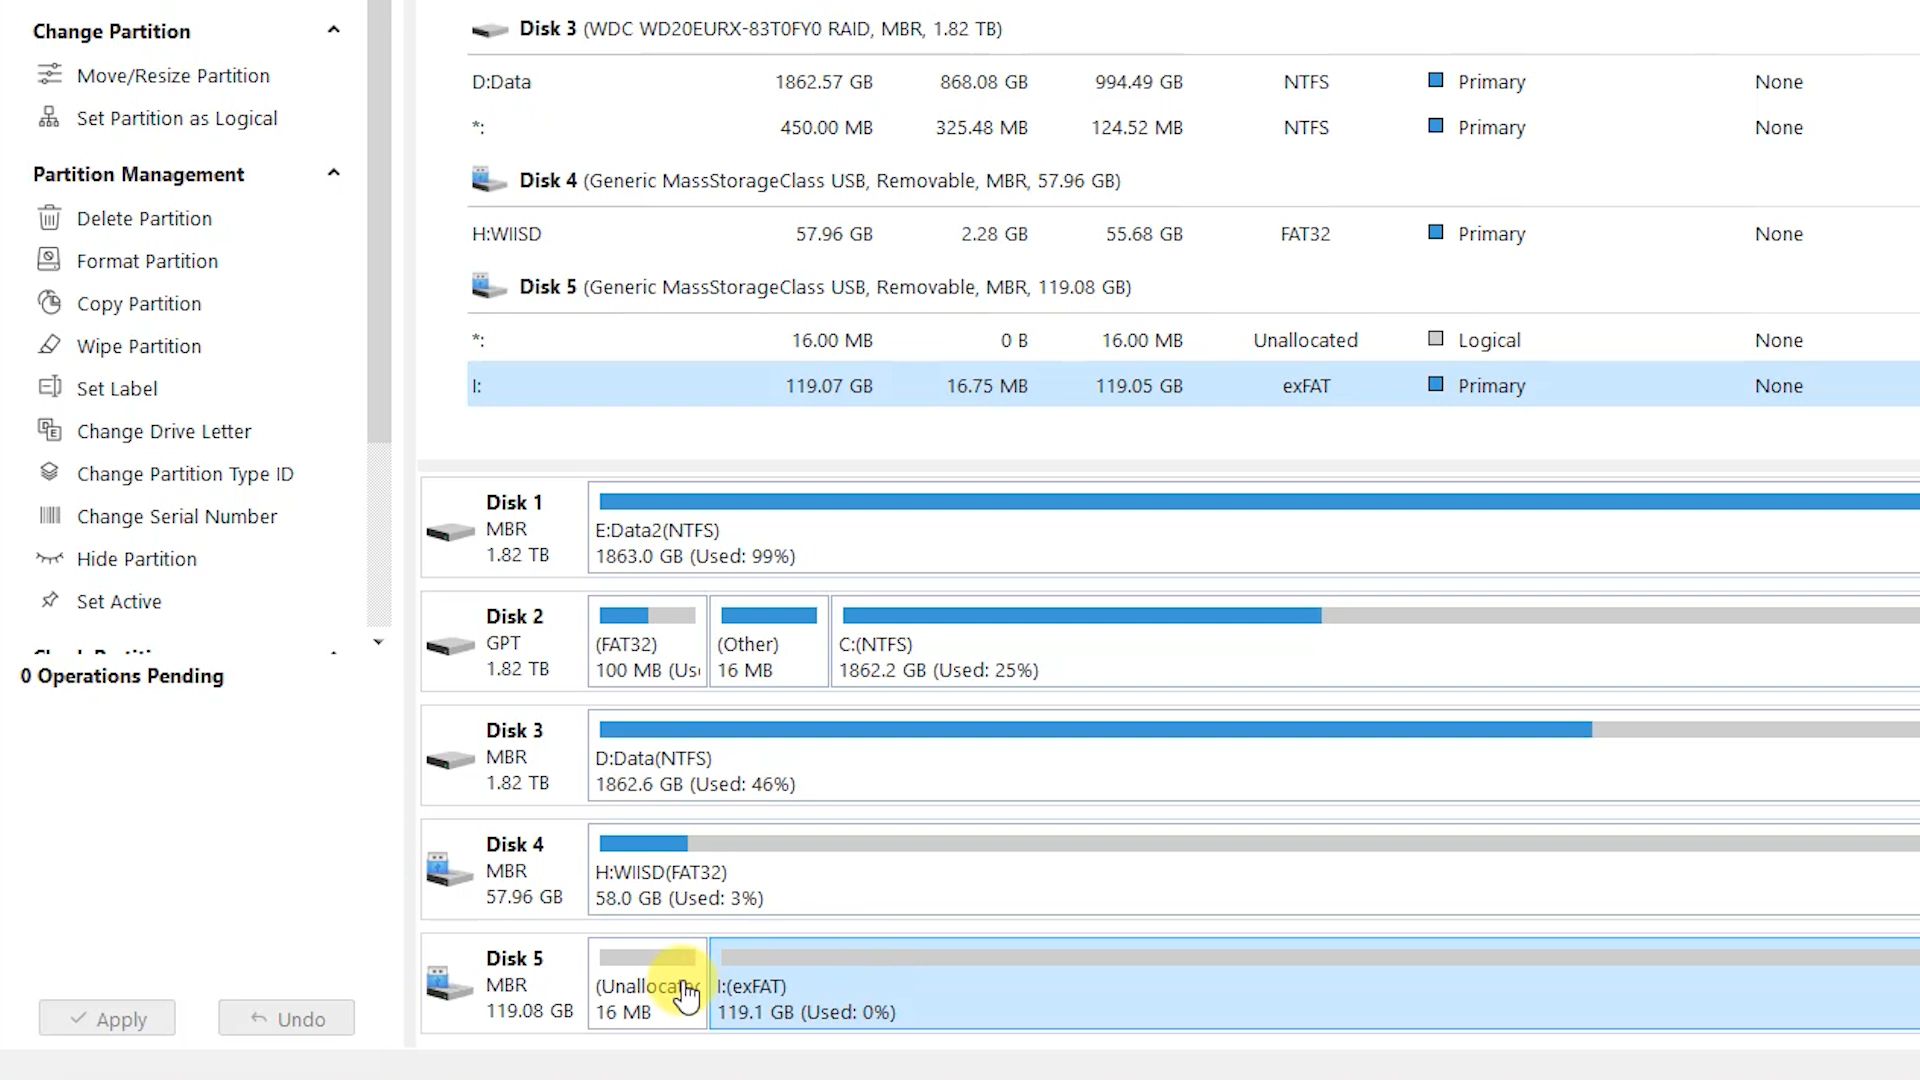 Change Partition
Move/Resize Partition
Set Partition as Logical
Partition Management
Delete Partition
Format Partition
Copy Partition
Wipe Partition
Set Label
Change Drive Letter
Change Partition Type ID
Change Serial Number
Hide Partition
Set Active
0 Operations Pending
Apply
Undo
Disk 3 (WDC WD20EURX-83T0FY0 RAID, MBR, 1.82 TB)
D:Data 1862.57 GB 868.08 GB 994.49 GB NTFS Primary None
*: 450.00 MB 325.48 MB 124.52 MB NTFS Primary None
Disk 4 (Generic MassStorageClass USB, Removable, MBR, 57.96 GB)
H:WIISD 57.96 GB 2.28 GB 55.68 GB FAT32 Primary None
Disk 5 (Generic MassStorageClass USB, Removable, MBR, 119.08 GB)
*: 16.00 MB 0 B 16.00 MB Unallocated Logical None
I: 119.07 GB 16.75 MB 119.05 GB exFAT Primary None
Disk 1
MBR
1.82 TB
E:Data2(NTFS)
1863.0 GB (Used: 99%)
Disk 2
GPT
1.82 TB
(FAT32)
100 MB (Us
(Other)
16 MB
C:(NTFS)
1862.2 GB (Used: 25%)
Disk 3
MBR
1.82 TB
D:Data(NTFS)
1862.6 GB (Used: 46%)
Disk 4
MBR
57.96 GB
H:WIISD(FAT32)
58.0 GB (Used: 3%)
Disk 5
MBR
119.08 GB
(Unalloca
16 MB
I:(exFAT)
119.1 GB (Used: 0%)